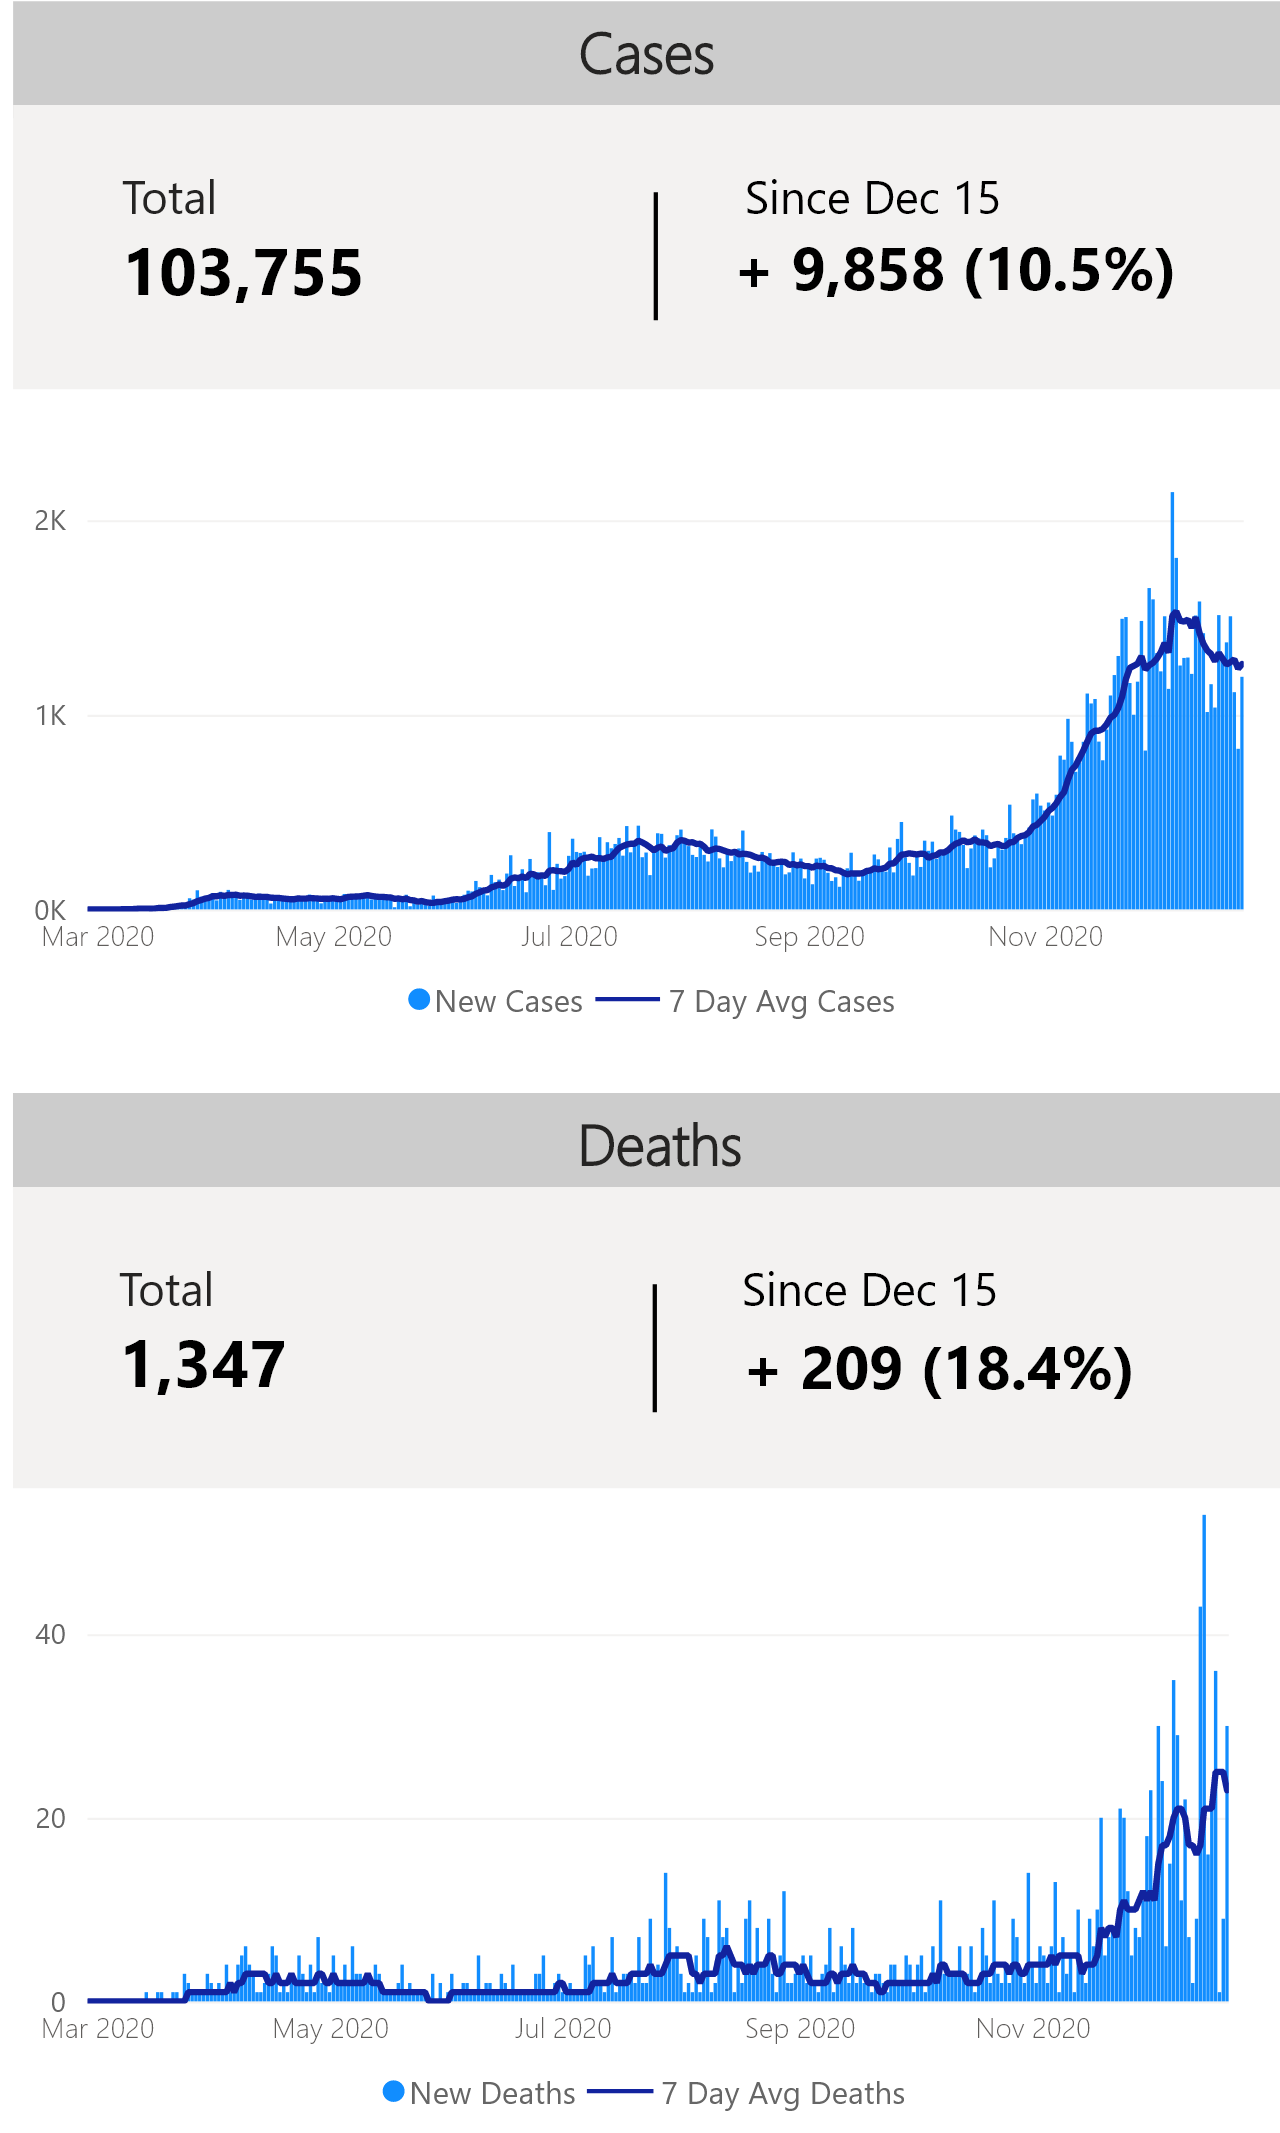 Cases
Total
Since Dec 15
103,755
+ 9,858 (10.5%)
2K
1K
0K
Mar 2020
May 2020
Jul 2020
Sep 2020
Nov 2020
New Cases
7 Day Avg Cases
Deaths
Total
Since Dec 15
1,347
+ 209 (18.4%)
40
20
0
Mar 2020
May 2020
Jul 2020
Sep 2020
Nov 2020
New Deaths
7 Day Avg Deaths